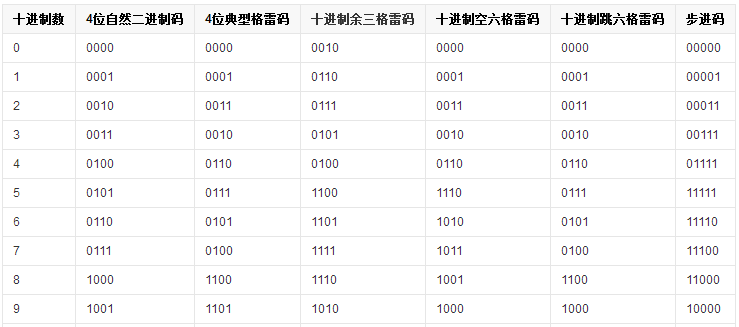 十进制数 4位自然二进制码 4位典型格雷码 十进制余三格雷码 十进制空六格雷码 十进制跳六格雷码 步进码
0 0000 0000 0010 0000 0000 00000
1 0001 0001 0110 0001 0001 00001
2 0010 0011 0111 0011 0011 00011
3 0011 0010 0101 0010 0010 00111
4 0100 0110 0100 0110 0110 01111
5 0101 0111 1100 1110 0111 11111
6 0110 0101 1101 1010 0101 11110
7 0111 0100 1111 1011 0100 11100
8 1000 1100 1110 1001 1100 11000
9 1001 1101 1010 1000 1000 10000